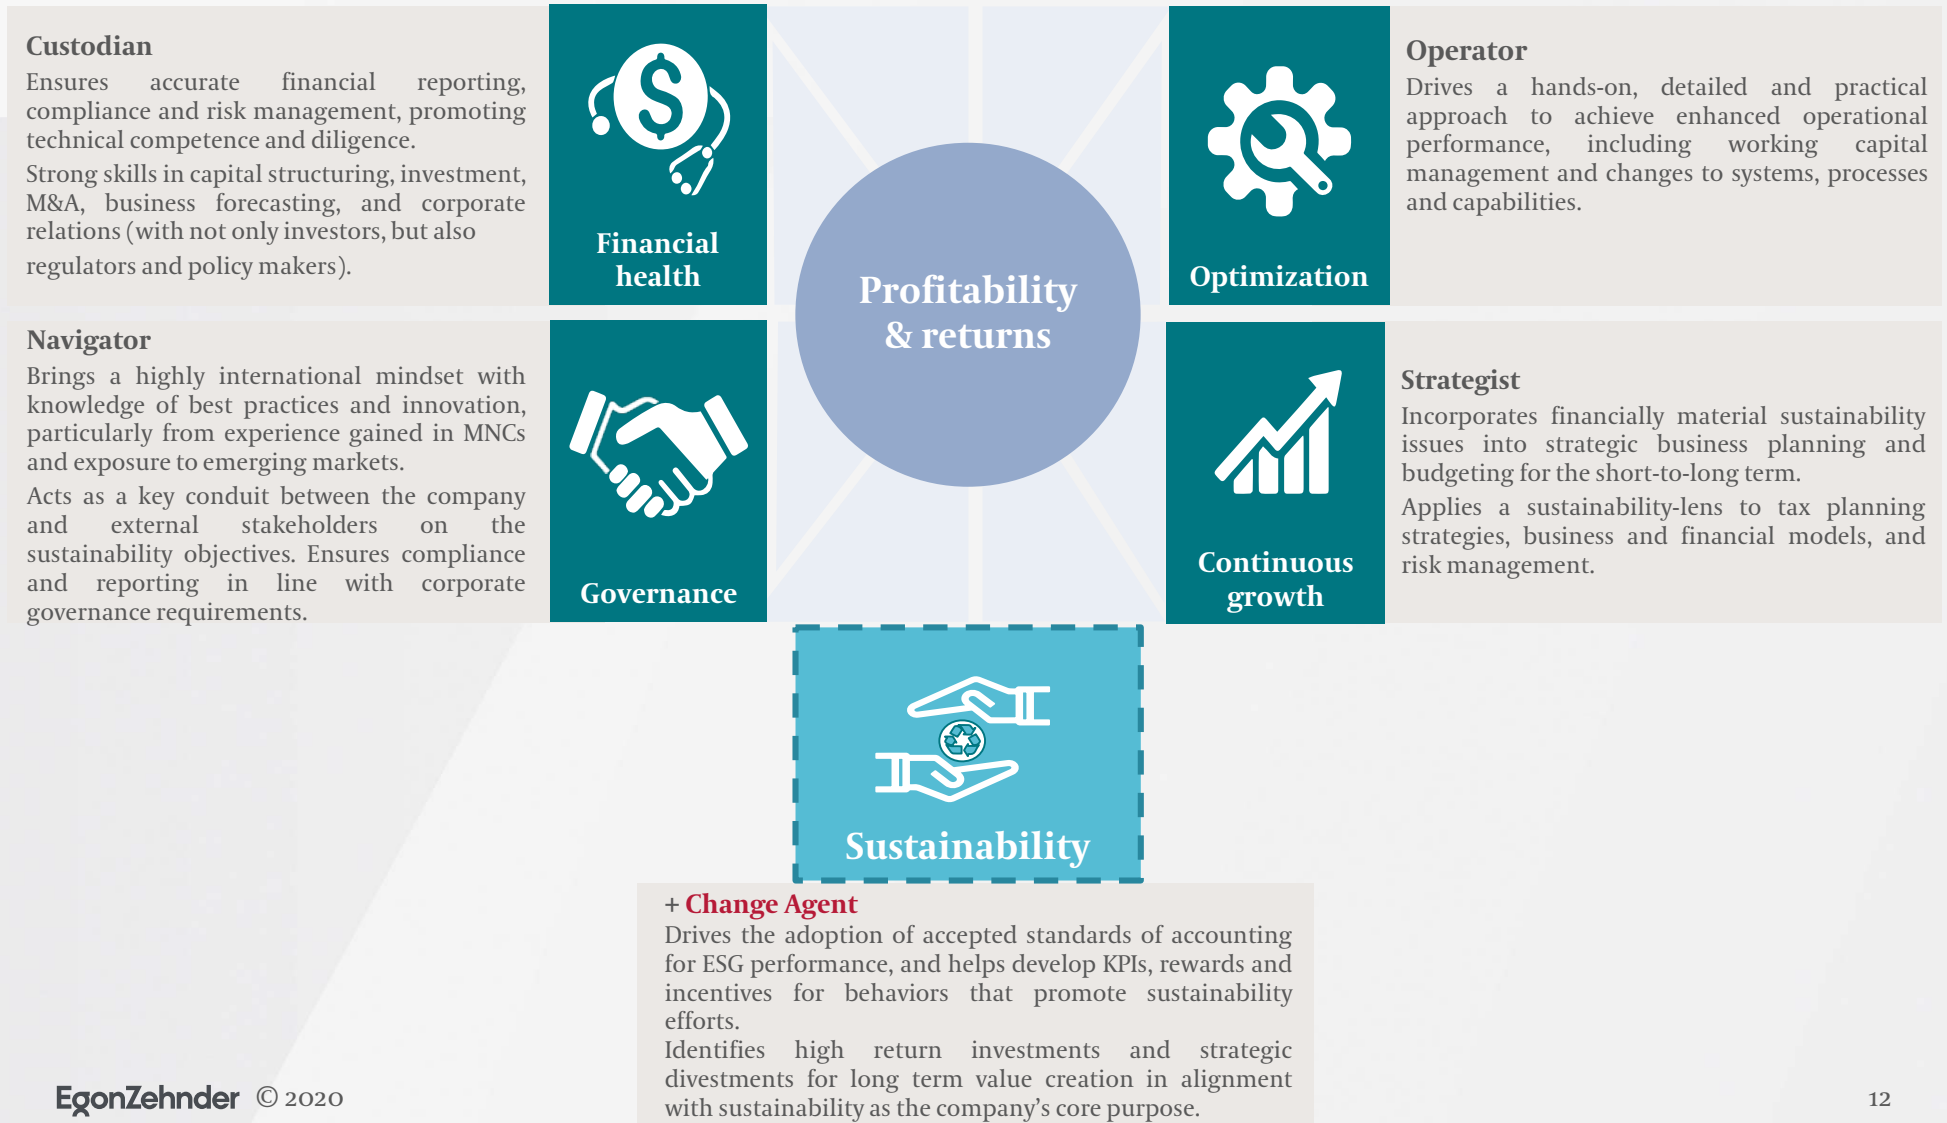 Custodian
Ensures accurate financial reporting,
compliance and risk management, promoting
technical competence and diligence.
Strong skills in capital structuring, investment,
M&A, business forecasting, and corporate
relations (with not only investors, but also
regulators and policy makers).
Financial
health
Profitability
& returns
Optimization
Operator
Drives a hands-on, detailed and practical
approach to achieve enhanced operational
performance, including working capital
management and changes to systems, processes
and capabilities.
Navigator
Brings a highly international mindset with
knowledge of best practices and innovation,
particularly from experience gained in MNCs
and exposure to emerging markets.
Acts as a key conduit between the company
and external stakeholders on the
sustainability objectives. Ensures compliance
and reporting in line with corporate
governance requirements.
Governance
Continuous
growth
Strategist
Incorporates financially material sustainability
issues into strategic business planning and
budgeting for the short-to-long term.
Applies a sustainability-lens to tax planning
strategies, business and financial models, and
risk management.
Sustainability
+ Change Agent
Drives the adoption of accepted standards of accounting
for ESG performance, and helps develop KPIs, rewards and
incentives for behaviors that promote sustainability
efforts.
Identifies high return investments and strategic
divestments for long term value creation in alignment
with sustainability as the company's core purpose.
EgonZehnder © 2020
12